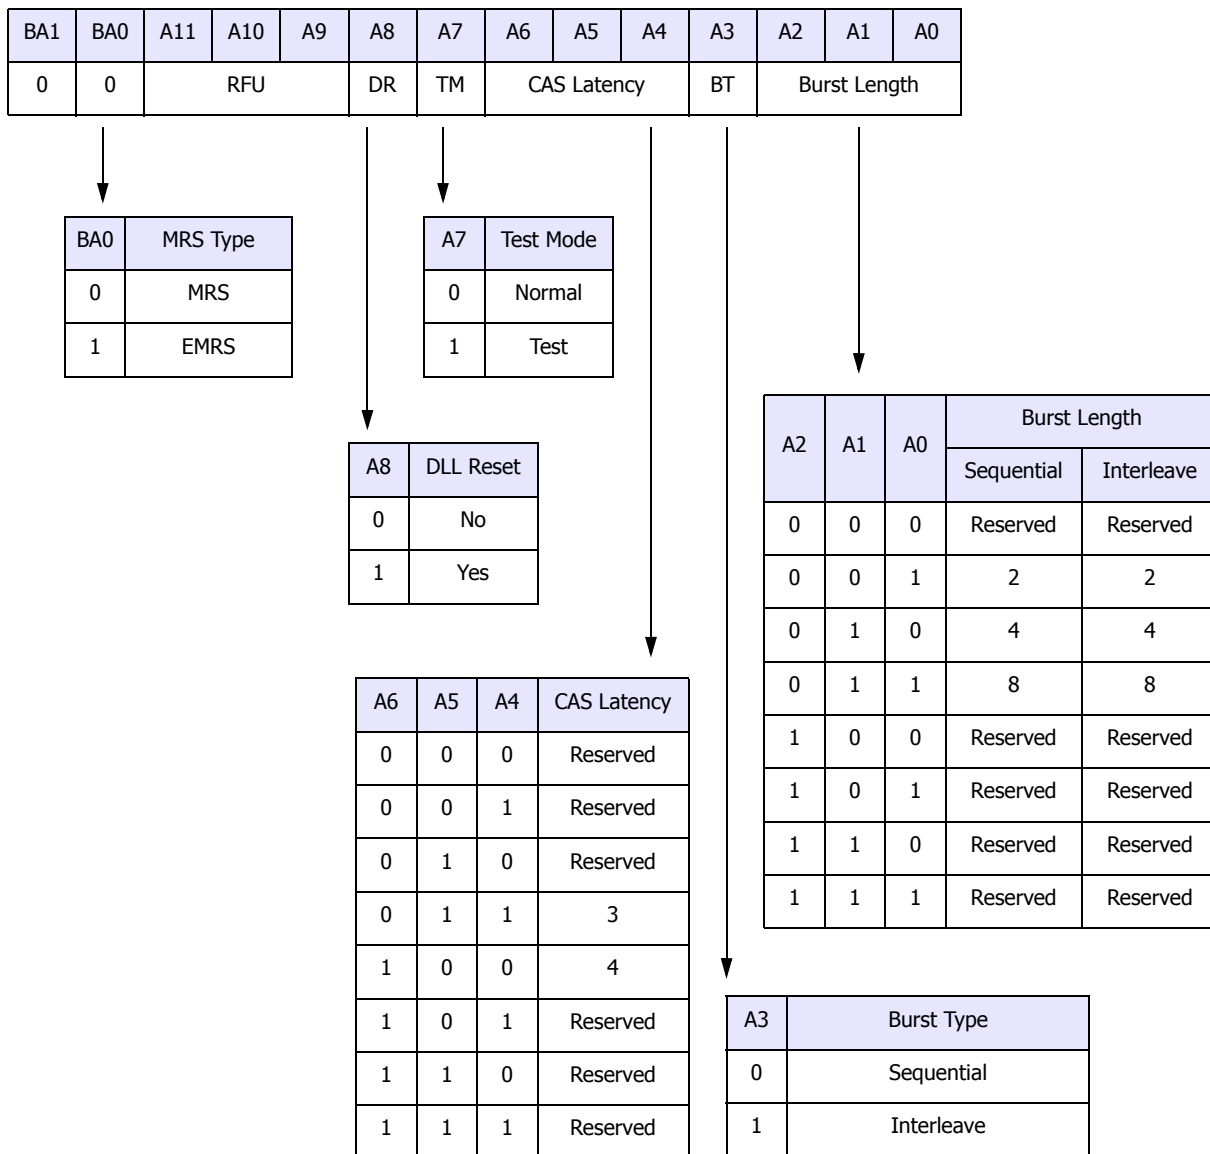 BA1 BA0 A11 A10 A9 A8 A7 A6 A5 A4 A3 A2 A1 A0
0 0 RFU DR TM CAS Latency BT Burst Length
BA0 MRS Type
0 MRS
1 EMRS
A7 Test Mode
0 Normal
1 Test
A8 DLL Reset
0 No
1 Yes
A2 A1 A0 Burst Length
Sequential Interleave
0 0 0 Reserved Reserved
0 0 1 2 2
0 1 0 4 4
0 1 1 8 8
1 0 0 Reserved Reserved
1 0 1 Reserved Reserved
1 1 0 Reserved Reserved
1 1 1 Reserved Reserved
A6 A5 A4 CAS Latency
0 0 0 Reserved
0 0 1 Reserved
0 1 0 Reserved
0 1 1 3
1 0 0 4
1 0 1 Reserved
1 1 0 Reserved
1 1 1 Reserved
A3 Burst Type
0 Sequential
1 Interleave